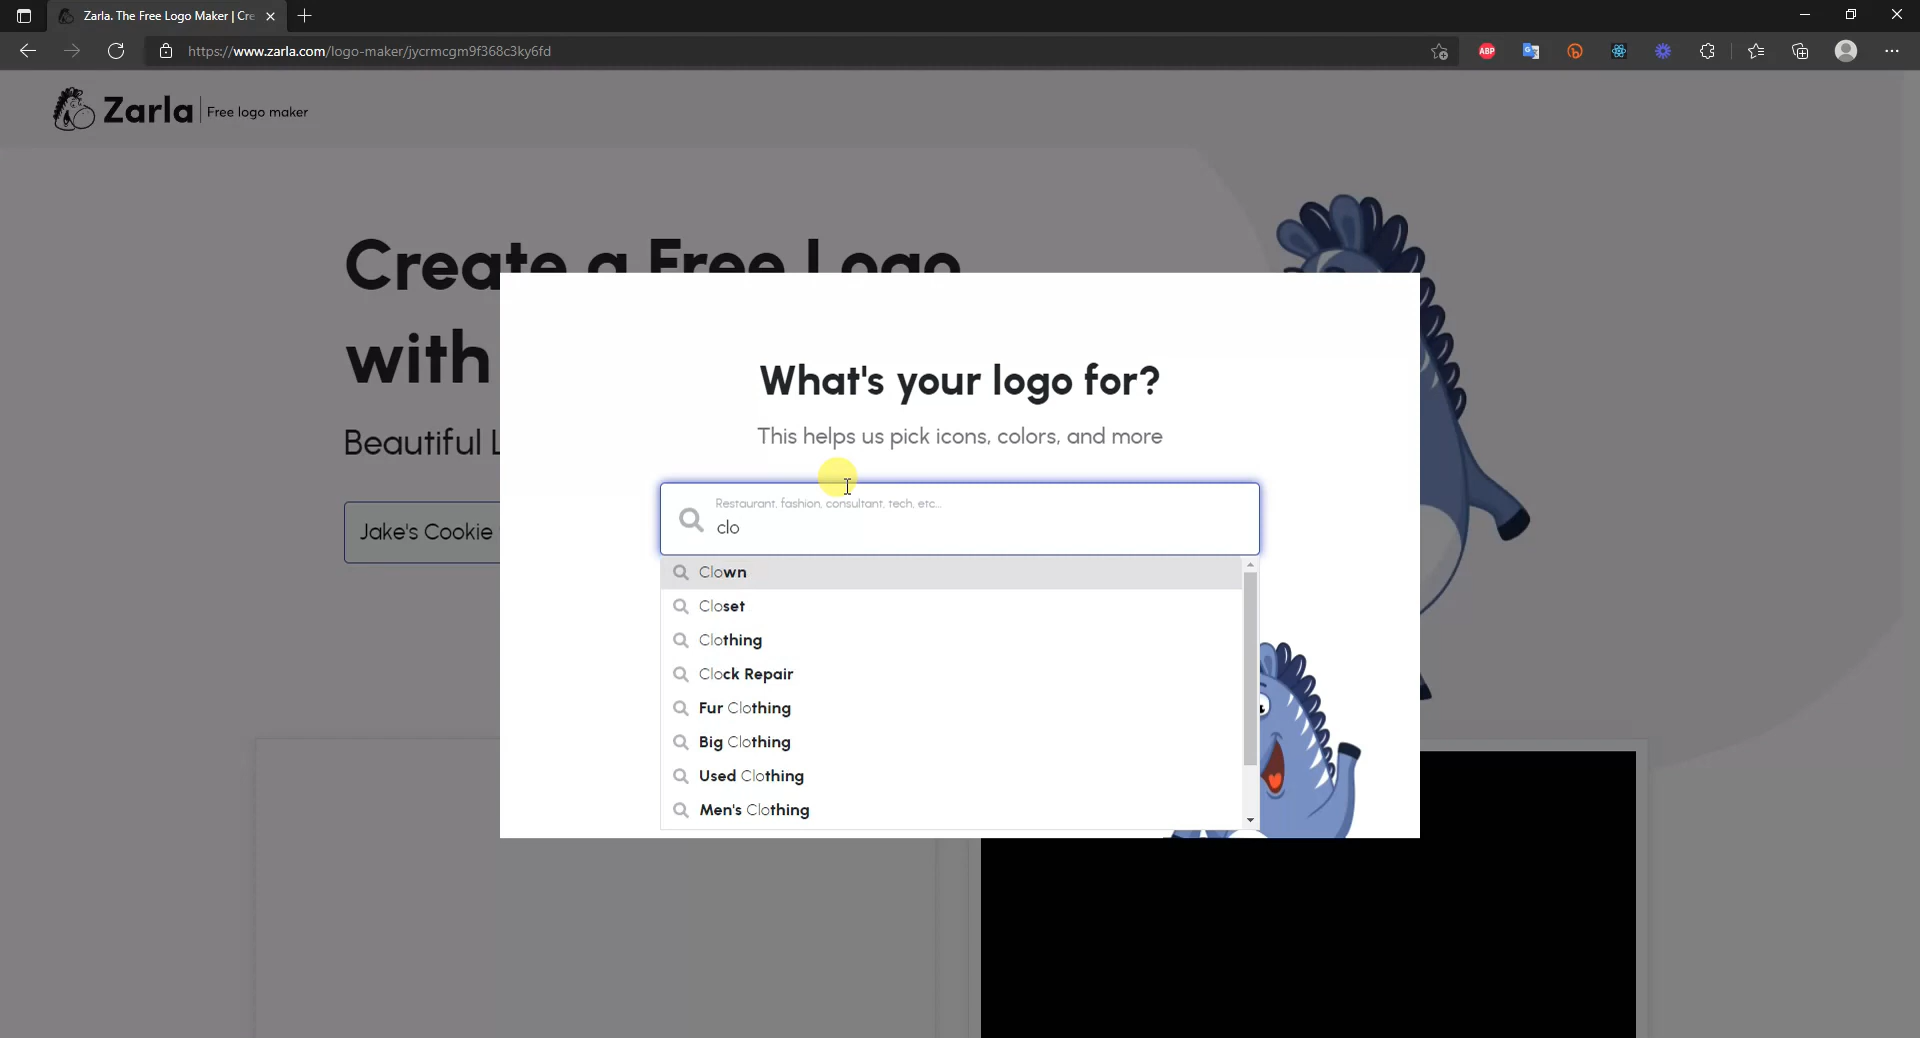 Zarla. The Free Logo Maker | Cre
https://www.zarla.com/logo-maker/jycrmcgm9f368c3ky6fd
ABP
Zarla
Free logo maker
Create a Free Logo
with
Beautiful
Jake's Cookie
What's your logo for?
This helps us pick icons, colors, and more
Restaurant, fashion, consultant, tech, etc...
clo
Clown
Closet
Clothing
Clock Repair
Fur Clothing
Big Clothing
Used Clothing
Men's Clothing